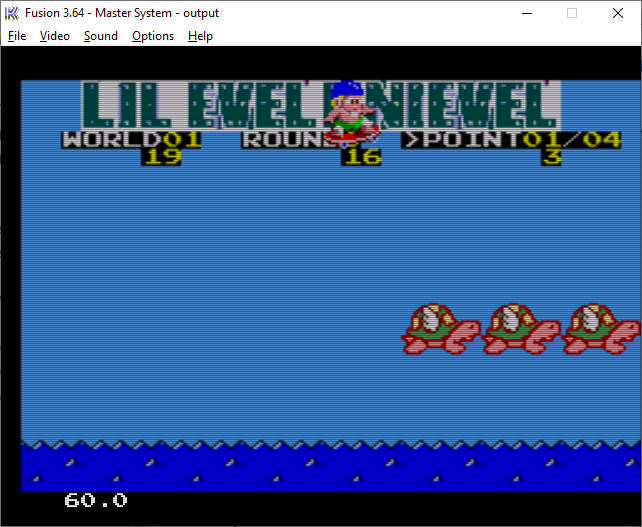 Fusion 3.64 - Master System - output
File Video Sound Options Help
LIL EVEL KNIEVEL
WORLD01 ROUND >POINT01/04
19 16 3
60.0